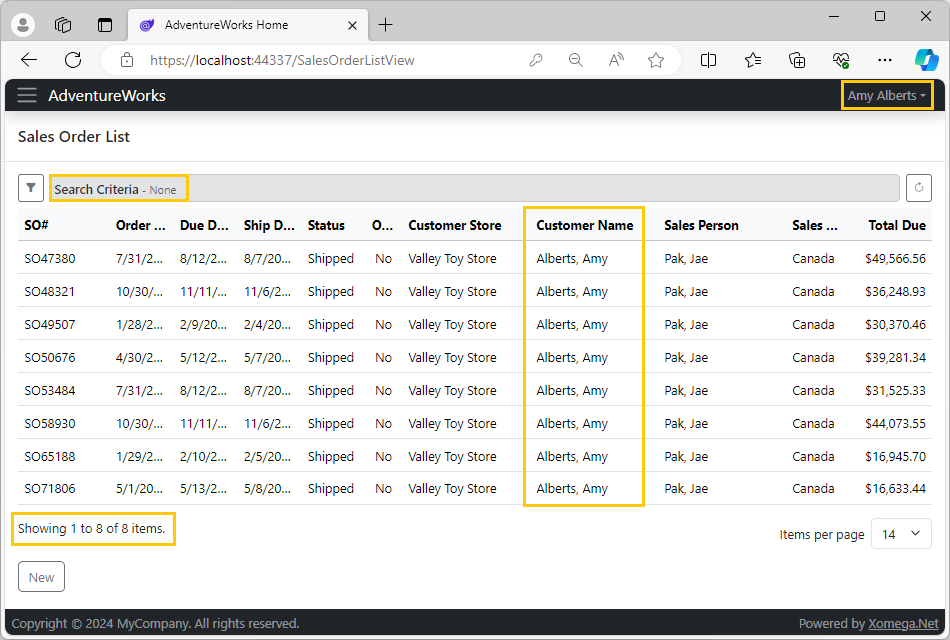 AdventureWorks Home
https://localhost:44337/SalesOrderListView
AdventureWorks Amy Alberts
Sales Order List
Search Criteria - None
SO# Order ... Due D... Ship D... Status O... Customer Store Customer Name Sales Person Sales ... Total Due
SO47380 7/31/2... 8/12/2... 8/7/20... Shipped No Valley Toy Store Alberts, Amy Pak, Jae Canada $49,566.56
SO48321 10/30/... 11/11/... 11/6/2... Shipped No Valley Toy Store Alberts, Amy Pak, Jae Canada $36,248.93
SO49507 1/28/2... 2/9/20... 2/4/20... Shipped No Valley Toy Store Alberts, Amy Pak, Jae Canada $30,370.46
SO50676 4/30/2... 5/12/2... 5/7/20... Shipped No Valley Toy Store Alberts, Amy Pak, Jae Canada $39,281.34
SO53484 7/31/2... 8/12/2... 8/7/20... Shipped No Valley Toy Store Alberts, Amy Pak, Jae Canada $31,525.33
SO58930 10/30/... 11/11/... 11/6/2... Shipped No Valley Toy Store Alberts, Amy Pak, Jae Canada $44,073.55
SO65188 1/29/2... 2/10/2... 2/5/20... Shipped No Valley Toy Store Alberts, Amy Pak, Jae Canada $16,945.70
SO71806 5/1/20... 5/13/2... 5/8/20... Shipped No Valley Toy Store Alberts, Amy Pak, Jae Canada $16,633.44
Showing 1 to 8 of 8 items.
Items per page 14
New
Copyright © 2024 MyCompany. All rights reserved. Powered by Xomega.Net